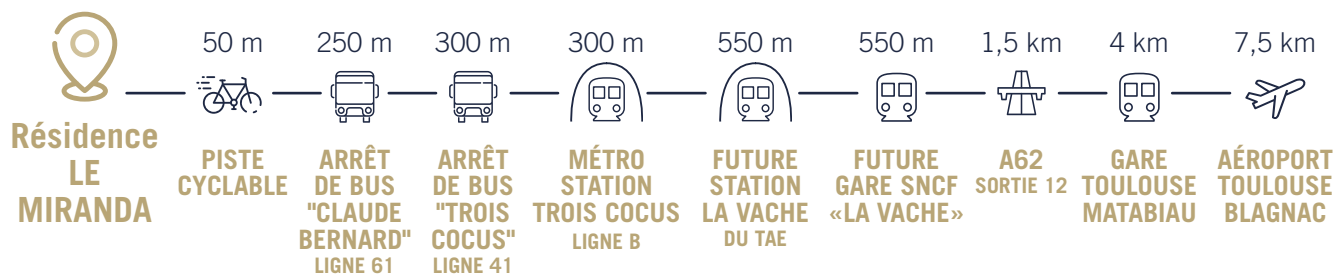 Résidence
LE
MIRANDA
50 m
PISTE
CYCLABLE
250 m
ARRÊT
DE BUS
"CLAUDE
BERNARD"
LIGNE 61
300 m
ARRÊT
DE BUS
"TROIS
COCUS"
LIGNE 41
300 m
MÉTRO
STATION
TROIS COCUS
LIGNE B
550 m
FUTURE
STATION
LA VACHE
DU TAE
550 m
FUTURE
GARE SNCF
«LA VACHE»
1,5 km
A62
SORTIE 12
4 km
GARE
TOULOUSE
MATABIAU
7,5 km
AÉROPORT
TOULOUSE
BLAGNAC